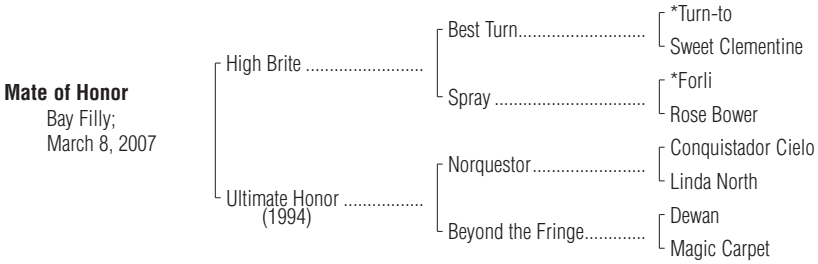 *Turn-to
Best Turn..........................
Sweet Clementine
High Brite ........................
*Forli
Spray ...............................
Rose Bower
Mate of Honor
Bay Filly;
March 8, 2007
Conquistador Cielo
Norquestor.......................
Linda North
Ultimate Honor ................
(1994)
Dewan
Beyond the Fringe............
Magic Carpet